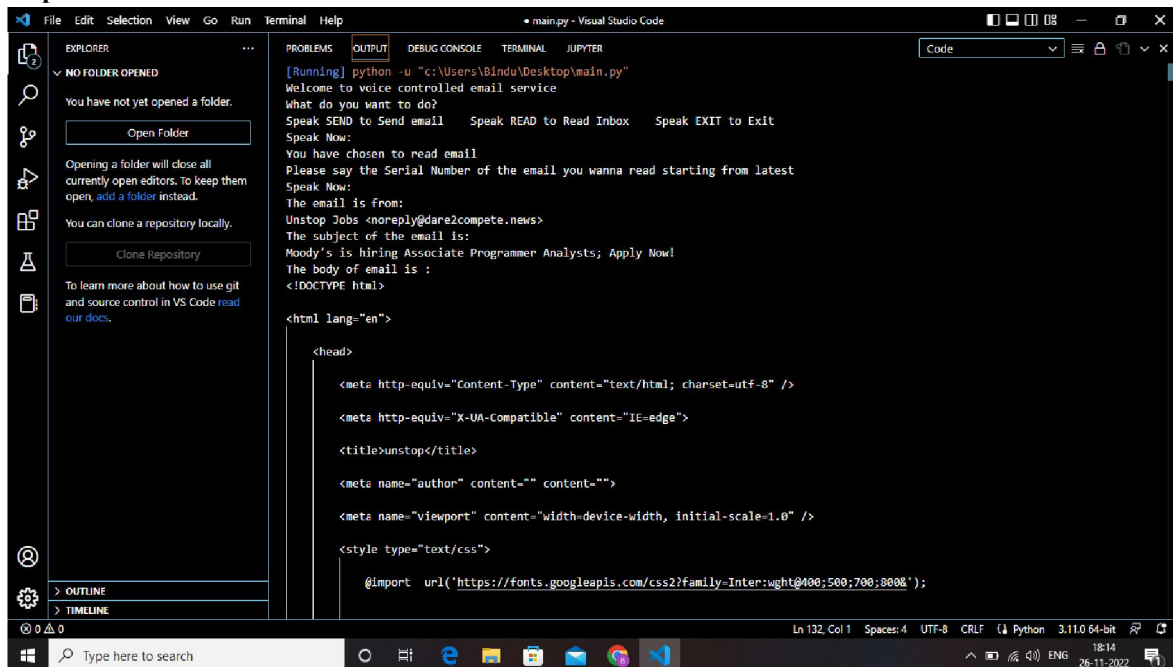 File Edit Selection View Go Run Terminal Help
● main.py - Visual Studio Code
EXPLORER ...
NO FOLDER OPENED
You have not yet opened a folder.
Open Folder
Opening a folder will close all
currently open editors. To keep them
open, add a folder instead.
You can clone a repository locally.
Clone Repository
To learn more about how to use git
and source control in VS Code read
our docs.
> OUTLINE
> TIMELINE
2
PROBLEMS OUTPUT DEBUG CONSOLE TERMINAL JUPYTER
Code
[Running] python -u "c:\Users\Bindu\Desktop\main.py"
Welcome to voice controlled email service
What do you want to do?
Speak SEND to Send email Speak READ to Read Inbox Speak EXIT to Exit
Speak Now:
You have chosen to read email
Please say the Serial Number of the email you wanna read starting from latest
Speak Now:
The email is from:
Unstop Jobs <noreply@dare2compete.news>
The subject of the email is:
Moody's is hiring Associate Programmer Analysts; Apply Now!
The body of email is :
<!DOCTYPE html>
<html lang="en">
<head>
<meta http-equiv="Content-Type" content="text/html; charset=utf-8" />
<meta http-equiv="X-UA-Compatible" content="IE=edge">
<title>unstop</title>
<meta name="author" content="" content="">
<meta name="viewport" content="width=device-width, initial-scale=1.0" />
<style type="text/css">
@import url('https://fonts.googleapis.com/css2?family=Inter:wght@400;500;700;800&');
0 0
Ln 132, Col 1 Spaces: 4 UTF-8 CRLF Python 3.11.0 64-bit
Type here to search
ENG
18:14
26-11-2022